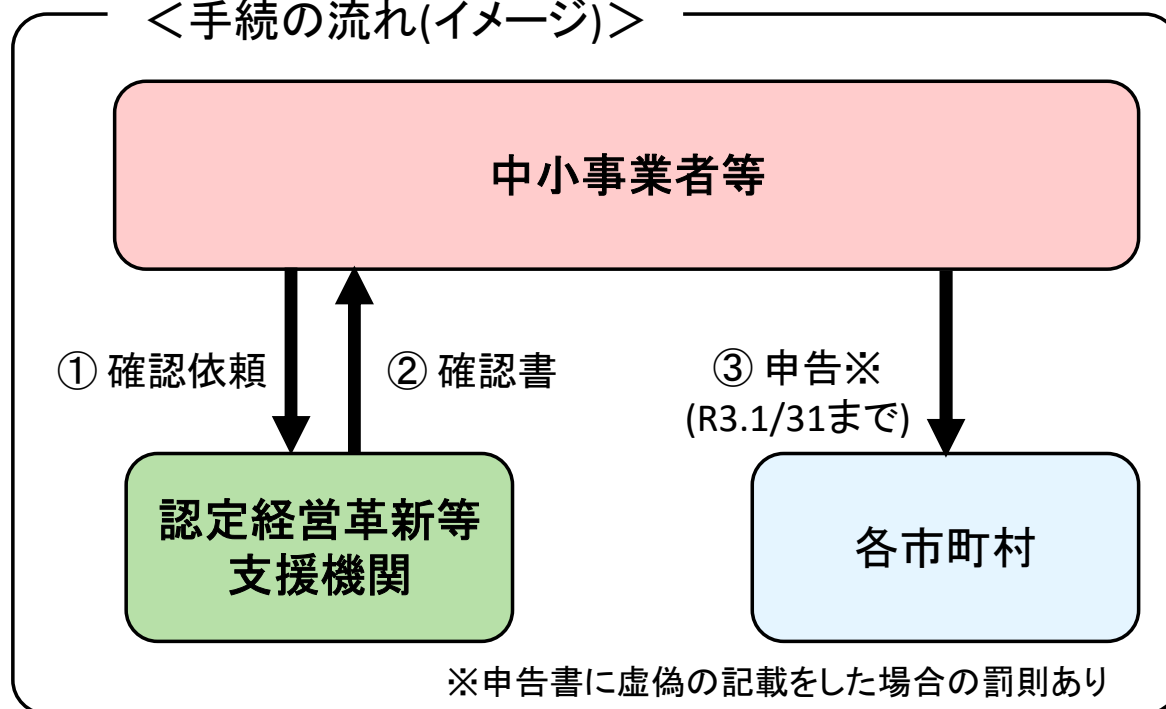 ＜手続の流れ(イメージ)＞
中小事業者等
① 確認依頼
② 確認書
③ 申告※
(R3.1/31まで)
認定経営革新等
支援機関
各市町村
※申告書に虚偽の記載をした場合の罰則あり